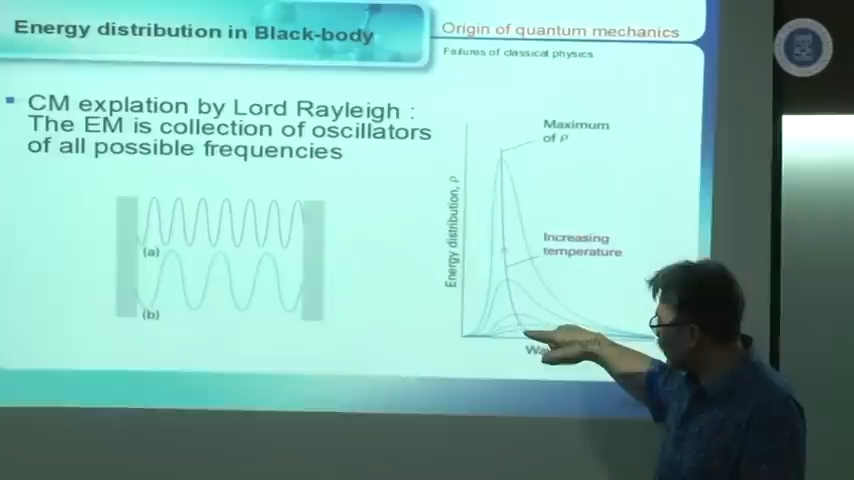 Energy distribution in Black-body
Origin of quantum mechanics
Failures of classical physics
CM explation by Lord Rayleigh :
The EM is collection of oscillators
of all possible frequencies
(a)
(b)
Energy distribution, ρ
Maximum
of ρ
Increasing
temperature